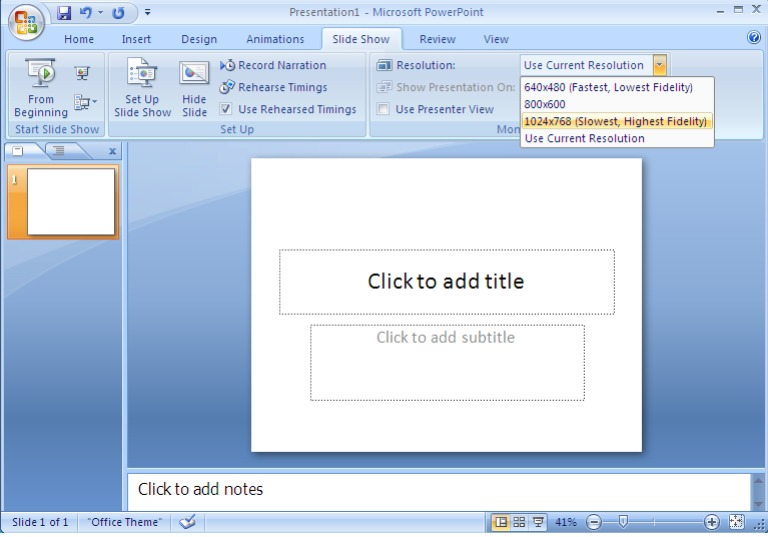 Presentation1 - Microsoft PowerPoint
Home Insert Design Animations Slide Show Review View
From Beginning
Start Slide Show
Set Up Slide Show
Hide Slide
Record Narration
Rehearse Timings
Use Rehearsed Timings
Set Up
Resolution: Use Current Resolution
Show Presentation On:
Use Presenter View
Mon
640x480 (Fastest, Lowest Fidelity)
800x600
1024x768 (Slowest, Highest Fidelity)
Use Current Resolution
1
Click to add title
Click to add subtitle
Click to add notes
Slide 1 of 1 "Office Theme" 41%